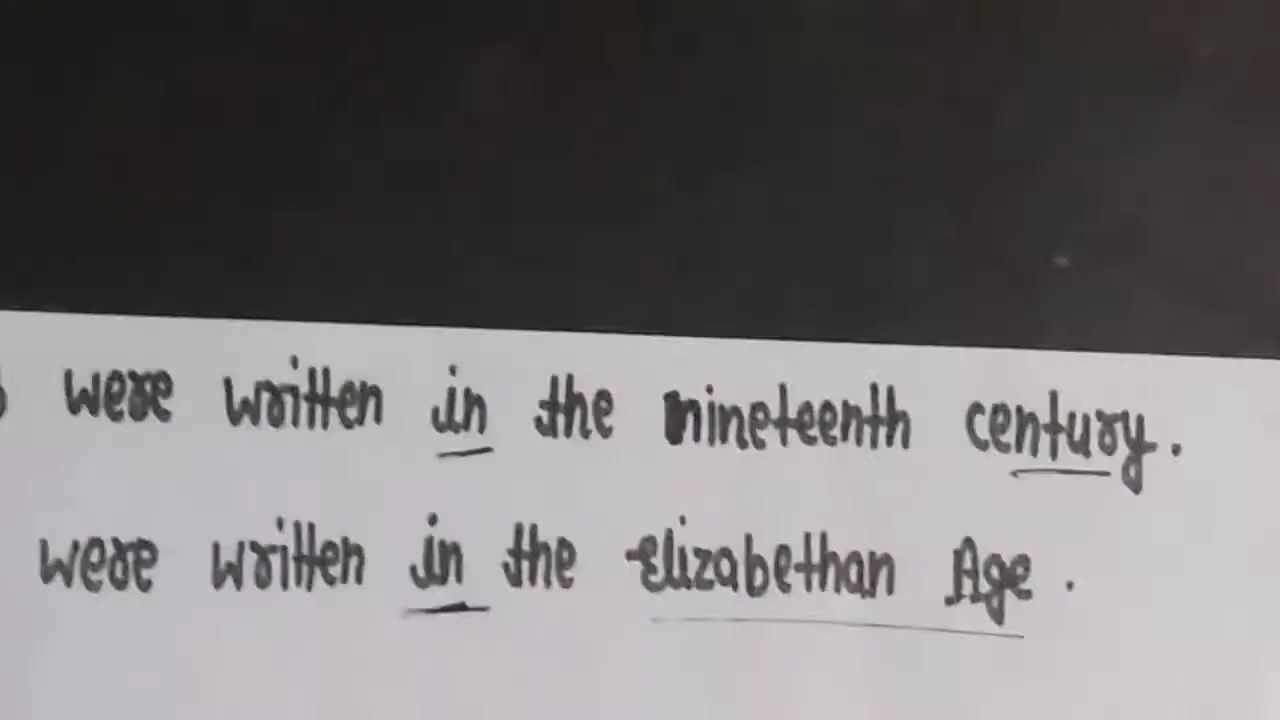 were written in the nineteenth century.
were written in the Elizabethan Age.